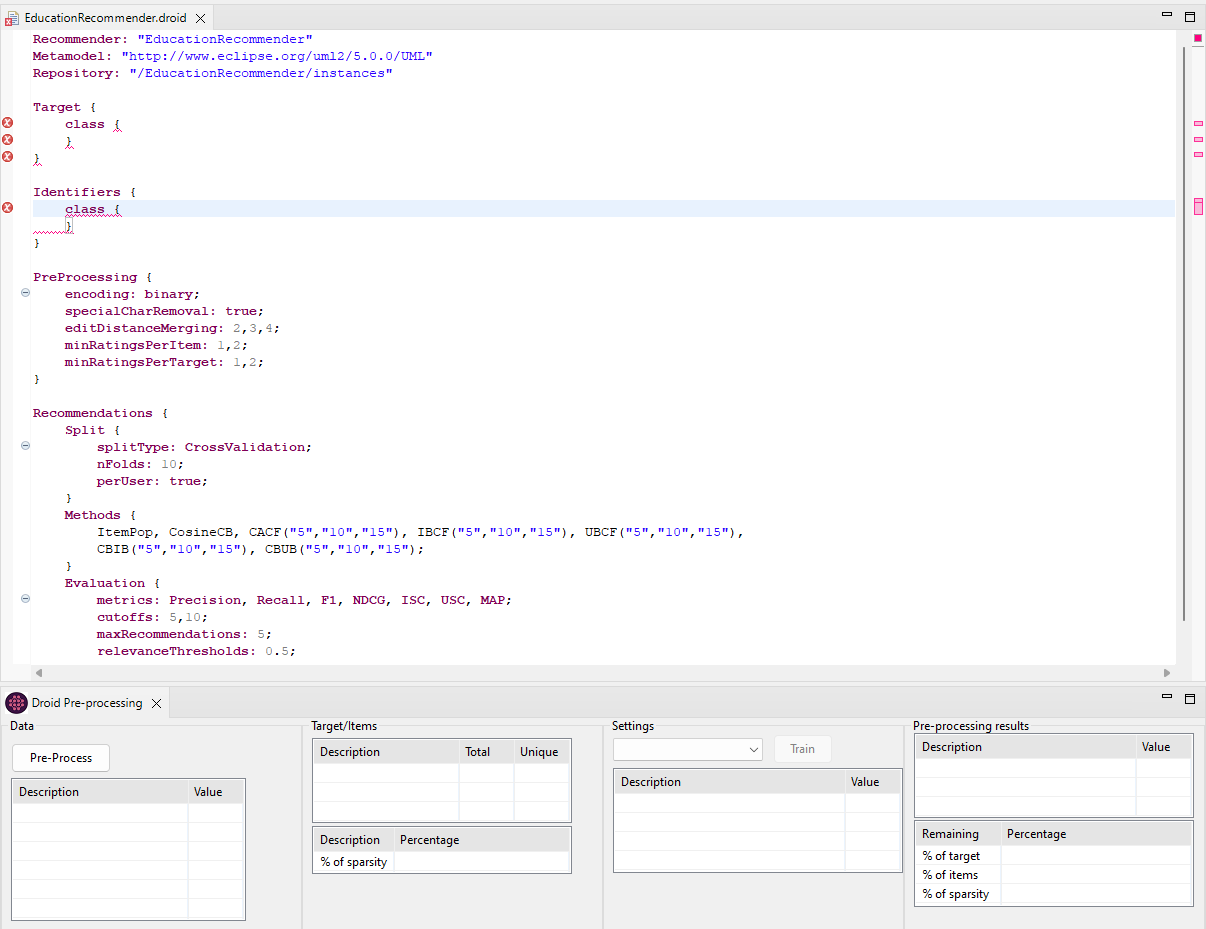 EducationRecommender.droid
Recommender: "EducationRecommender"
Metamodel: "http://www.eclipse.org/uml2/5.0.0/UML"
Repository: "/EducationRecommender/instances"
Target {
class {
}
}
Identifiers {
class {
}
}
PreProcessing {
encoding: binary;
specialCharRemoval: true;
editDistanceMerging: 2,3,4;
minRatingsPerItem: 1,2;
minRatingsPerTarget: 1,2;
}
Recommendations {
Split {
splitType: CrossValidation;
nFolds: 10;
perUser: true;
}
Methods {
ItemPop, CosineCB, CACF("5","10","15"), IBCF("5","10","15"), UBCF("5","10","15"),
CBIB("5","10","15"), CBUB("5","10","15");
}
Evaluation {
metrics: Precision, Recall, F1, NDCG, ISC, USC, MAP;
cutoffs: 5,10;
maxRecommendations: 5;
relevanceThresholds: 0.5;
Droid Pre-processing
Data
Pre-Process
Description Value
Target/Items
Description Total Unique
Description Percentage
% of sparsity
Settings
Train
Description Value
Pre-processing results
Description Value
Remaining Percentage
% of target
% of items
% of sparsity